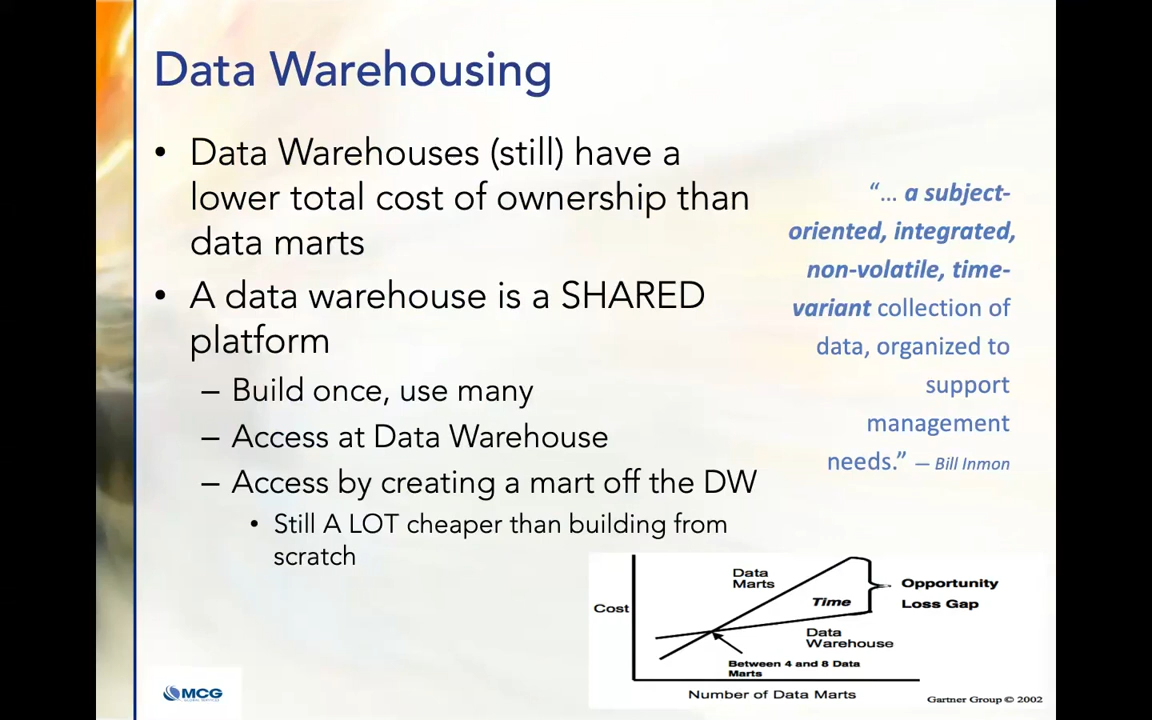 Data Warehousing
• Data Warehouses (still) have a
lower total cost of ownership than
data marts
• A data warehouse is a SHARED
platform
– Build once, use many
– Access at Data Warehouse
– Access by creating a mart off the DW
• Still A LOT cheaper than building from
scratch
“... a subject-
oriented, integrated,
non-volatile, time-
variant collection of
data, organized to
support
management
needs.” — Bill Inmon
Data
Marts
Cost
Time
Opportunity
Loss Gap
Data
Warehouse
Between 4 and 8 Data
Marts
Number of Data Marts
Gartner Group © 2002
MCG